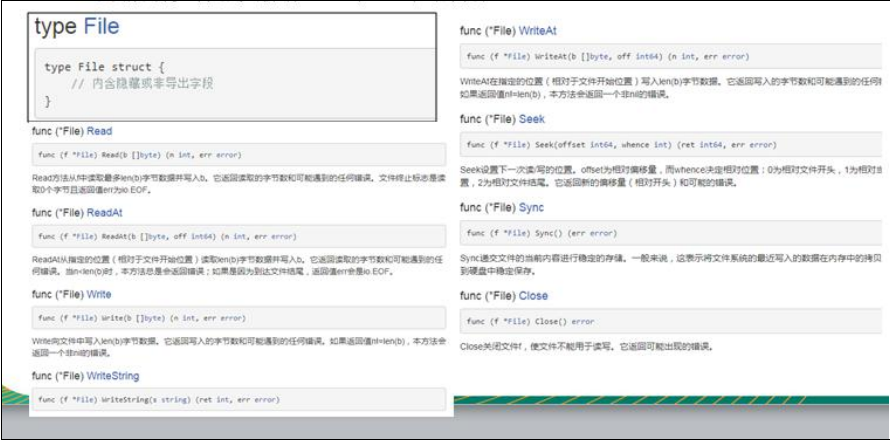 type File
type File struct {
// 内含隐藏或非导出字段
}
func (*File) Read
func (f *File) Read(b []byte) (n int, err error)
Read方法从f中读取最多len(b)字节数据并写入b。它返回读取的字节数和可能遇到的任何错误。文件终止标志是读
取0个字节且返回值err为io.EOF。
func (*File) ReadAt
func (f *File) ReadAt(b []byte, off int64) (n int, err error)
ReadAt从指定的位置（相对于文件开始位置）读取len(b)字节数据并写入b。它返回读取的字节数和可能遇到的任
何错误。当n<len(b)时，本方法总是会返回错误；如果是因为到达文件结尾，返回值err会是io.EOF。
func (*File) Write
func (f *File) Write(b []byte) (n int, err error)
Write向文件中写入len(b)字节数据。它返回写入的字节数和可能遇到的任何错误。如果返回值n!=len(b)，本方法会
返回一个非nil的错误。
func (*File) WriteString
func (f *File) WriteString(s string) (ret int, err error)
func (*File) WriteAt
func (f *File) WriteAt(b []byte, off int64) (n int, err error)
WriteAt在指定的位置（相对于文件开始位置）写入len(b)字节数据。它返回写入的字节数和可能遇到的任何
如果返回值n!=len(b)，本方法会返回一个非nil的错误。
func (*File) Seek
func (f *File) Seek(offset int64, whence int) (ret int64, err error)
Seek设置下一次读/写的位置。offset为相对偏移量，而whence决定相对位置：0为相对文件开头，1为相对当
置，2为相对文件结尾。它返回新的偏移量（相对开头）和可能的错误。
func (*File) Sync
func (f *File) Sync() (err error)
Sync递交文件的当前内容进行稳定的存储。一般来说，这表示将文件系统的最近写入的数据在内存中的拷贝
到硬盘中稳定保存。
func (*File) Close
func (f *File) Close() error
Close关闭文件f，使文件不能用于读写。它返回可能出现的错误。